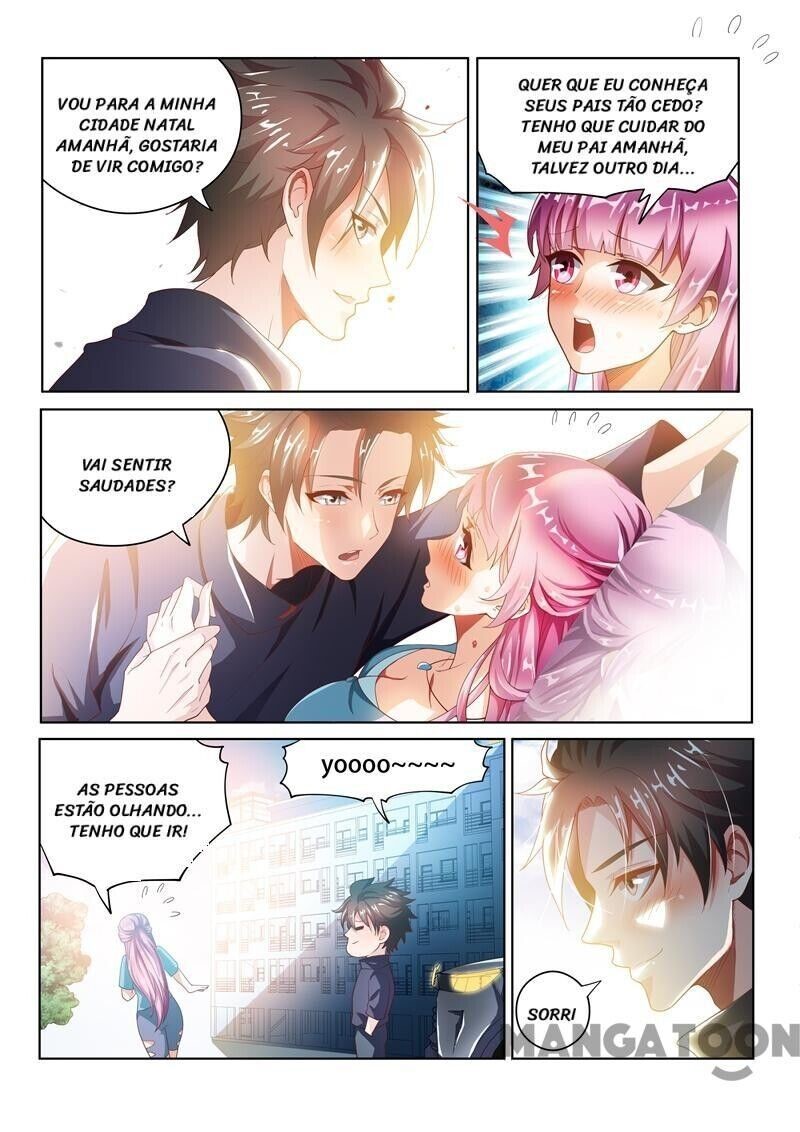 VOU PARA A MINHA
CIDADE NATAL
AMANHÃ, GOSTARIA
DE VIR COMIGO?
QUER QUE EU CONHEÇA
SEUS PAIS TÃO CEDO?
TENHO QUE CUIDAR DO
MEU PAI AMANHÃ,
TALVEZ OUTRO DIA...
VAI SENTIR
SAUDADES?
AS PESSOAS
ESTÃO OLHANDO...
TENHO QUE IR!
yoooo~~~~
SORRI
MANGATOON